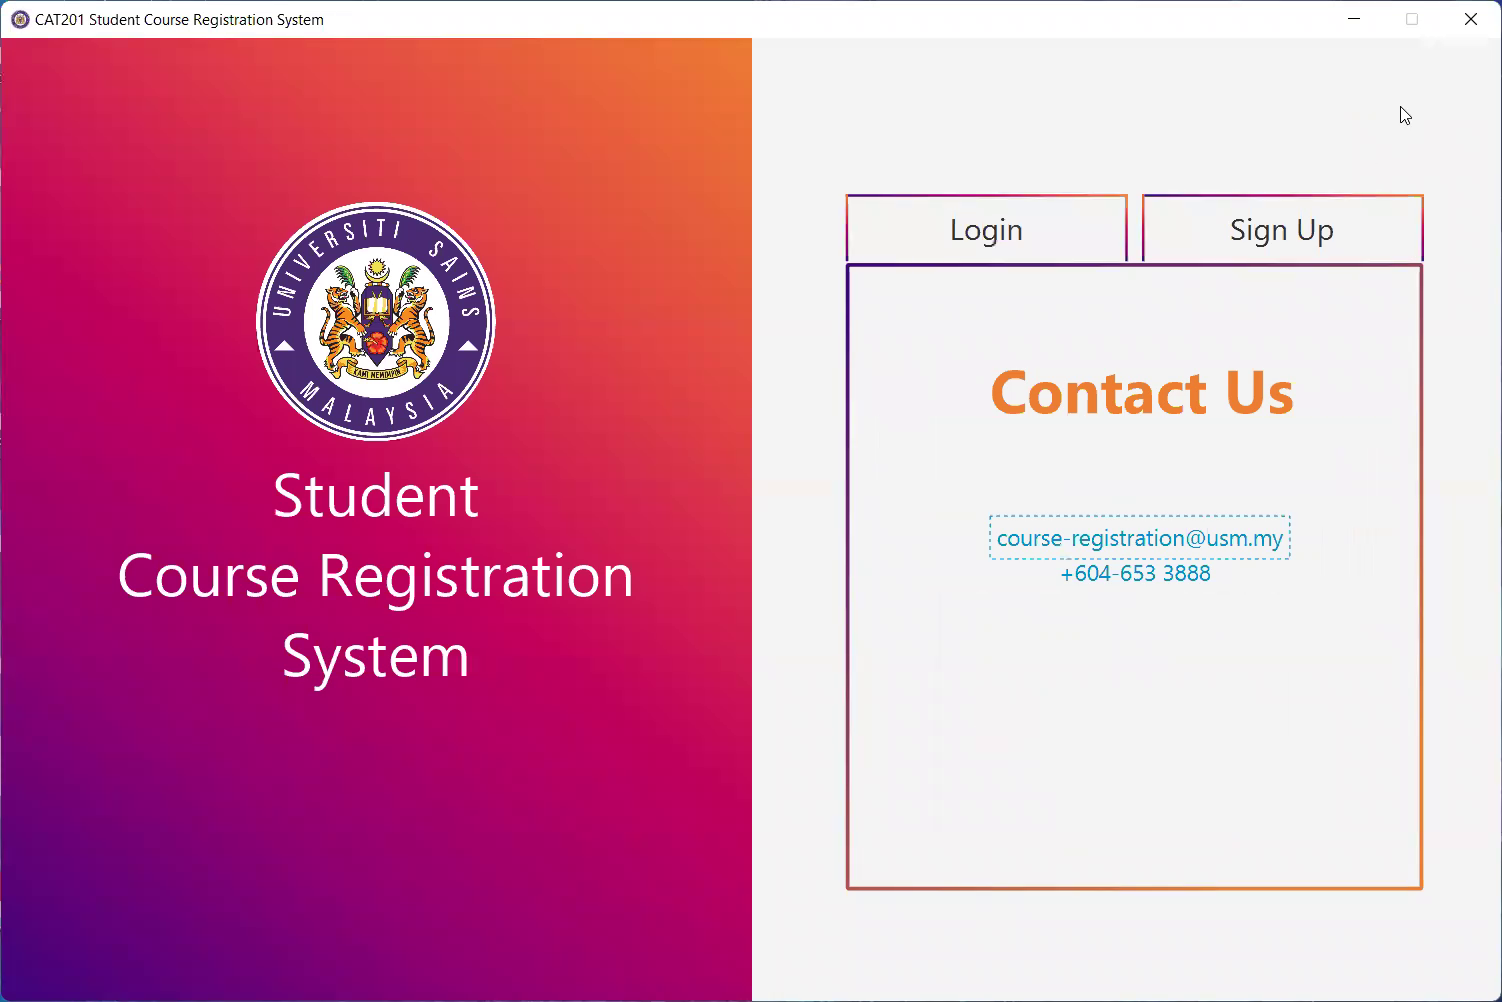 CAT201 Student Course Registration System
UNIVERSITI SAINS
MALAYSIA
KAMI MEMIMPIN
Student
Course Registration
System
Login
Sign Up
Contact Us
course-registration@usm.my
+604-653 3888